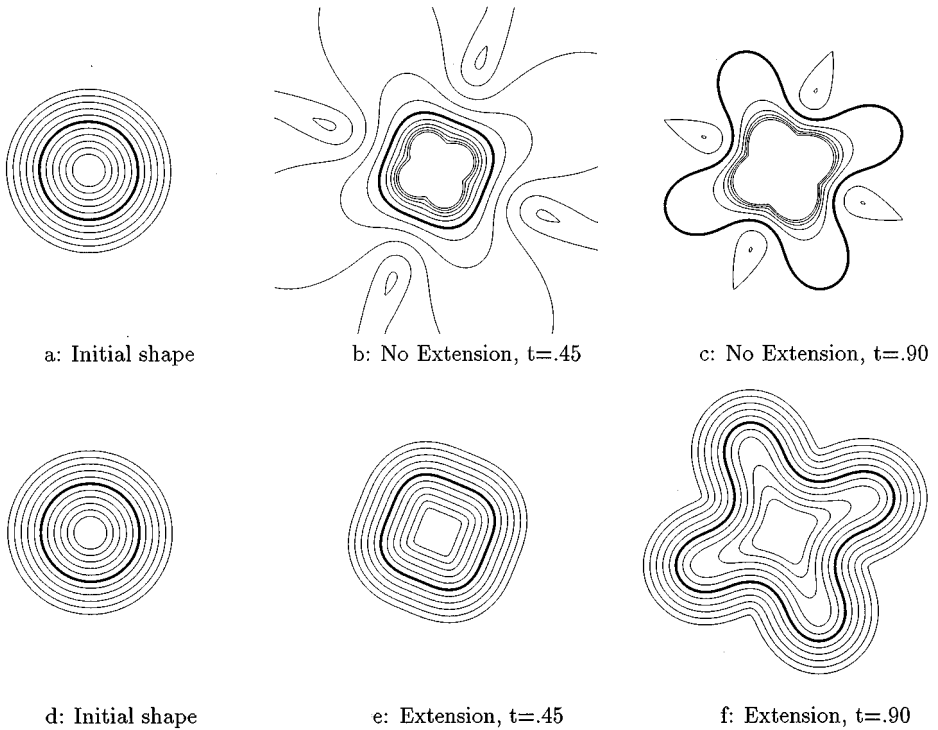 a: Initial shape
b: No Extension, t=.45
c: No Extension, t=.90
d: Initial shape
e: Extension, t=.45
f: Extension, t=.90